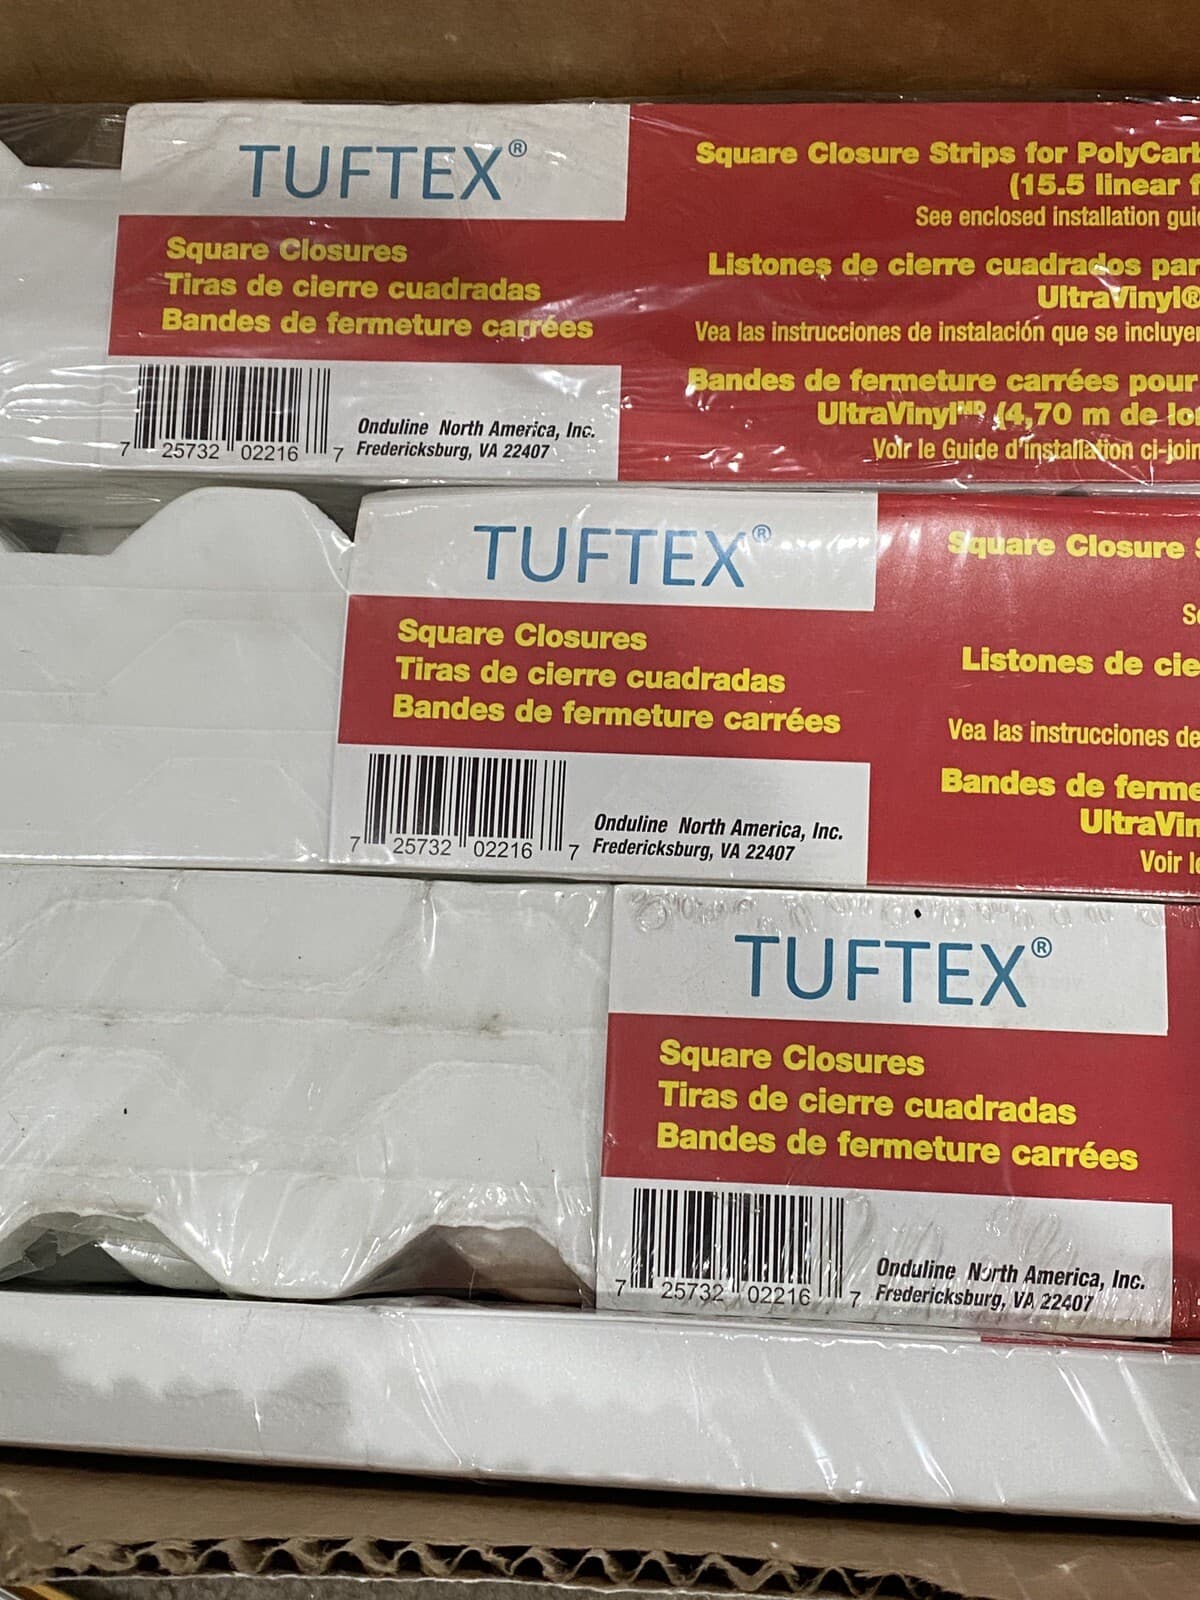 TUFTEX®
Square Closures
Tiras de cierre cuadradas
Bandes de fermeture carrées
7 25732 02216 7
Onduline North America, Inc.
Fredericksburg, VA 22407
Square Closure Strips for PolyCarb
(15.5 linear f
See enclosed installation gui
Listones de cierre cuadrados par
UltraVinyl®
Vea las instrucciones de instalación que se incluye
Bandes de fermeture carrées pour
UltraVinyl MD (4,70 m de lo
Voir le Guide d'installation ci-join
TUFTEX®
Square Closures
Tiras de cierre cuadradas
Bandes de fermeture carrées
7 25732 02216 7
Onduline North America, Inc.
Fredericksburg, VA 22407
Square Closure
Se
Listones de cie
Vea las instrucciones de
Bandes de ferme
UltraVin
Voir le
TUFTEX®
Square Closures
Tiras de cierre cuadradas
Bandes de fermeture carrées
7 25732 02216 7
Onduline North America, Inc.
Fredericksburg, VA 22407